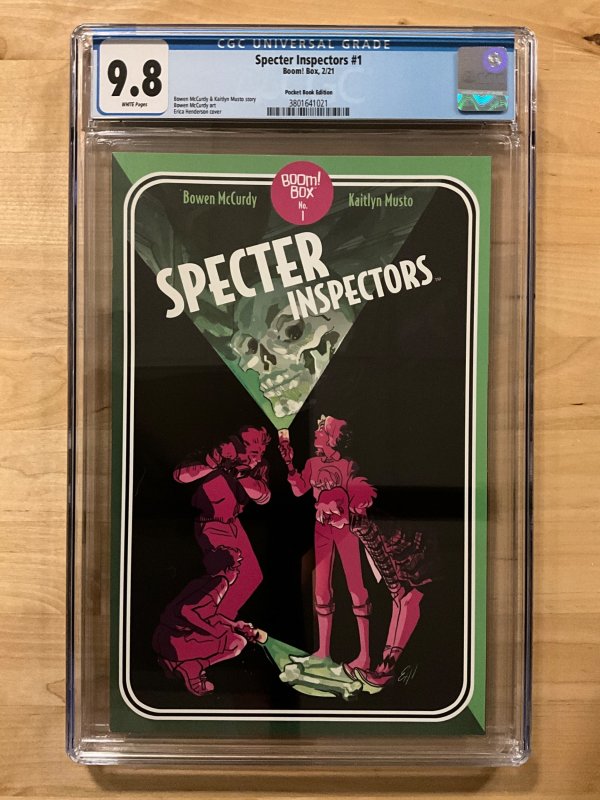 CGC UNIVERSAL GRADE
9.8
WHITE Pages
Specter Inspectors #1
Boom! Box, 2/21
Pocket Book Edition
Bowen McCurdy & Kaitlyn Musto story
Bowen McCurdy art
Erica Henderson cover
3801641021
BOOM!
BOX
No.
1
Bowen McCurdy
Kaitlyn Musto
SPECTER
INSPECTORS
TM
EH